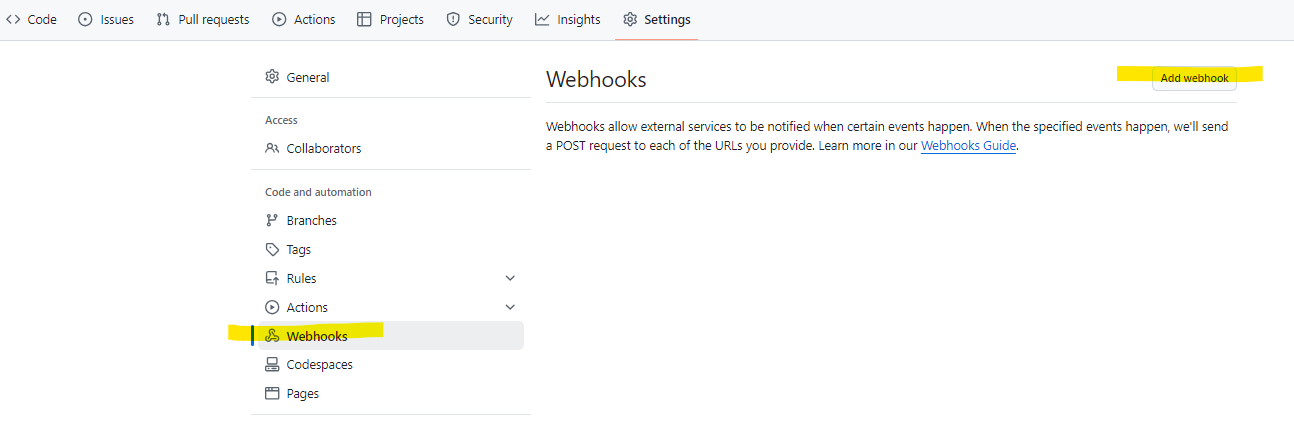 Code Issues Pull requests Actions Projects Security Insights Settings
General
Access
Collaborators
Code and automation
Branches
Tags
Rules
Actions
Webhooks
Codespaces
Pages
Webhooks
Add webhook
Webhooks allow external services to be notified when certain events happen. When the specified events happen, we'll send
a POST request to each of the URLs you provide. Learn more in our Webhooks Guide.